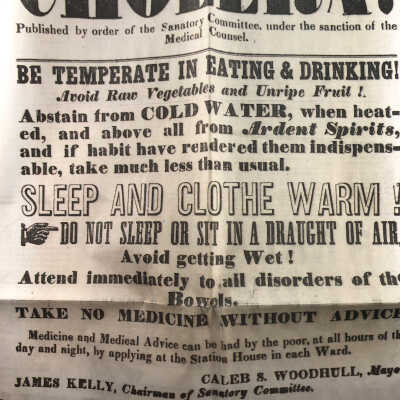 CHOLERA!
Published by order of the Sanatory Committee, under the sanction of the
Medical Counsel.
BE TEMPERATE IN EATING & DRINKING!
Avoid Raw Vegetables and Unripe Fruit !.
Abstain from COLD WATER, when heat-
ed, and above all from Ardent Spirits,
and if habit have rendered them indispens-
able, take much less than usual.
SLEEP AND CLOTHE WARM !
DO NOT SLEEP OR SIT IN A DRAUGHT OF AIR,
Avoid getting Wet !
Attend immediately to all disorders of the
Bowels.
TAKE NO MEDICINE WITHOUT ADVICE
Medicine and Medical Advice can be had by the poor, at all hours of the
day and night, by applying at the Station House in each Ward.
CALEB S. WOODHULL, Mayo
JAMES KELLY, Chairman of Sanatory Committee.